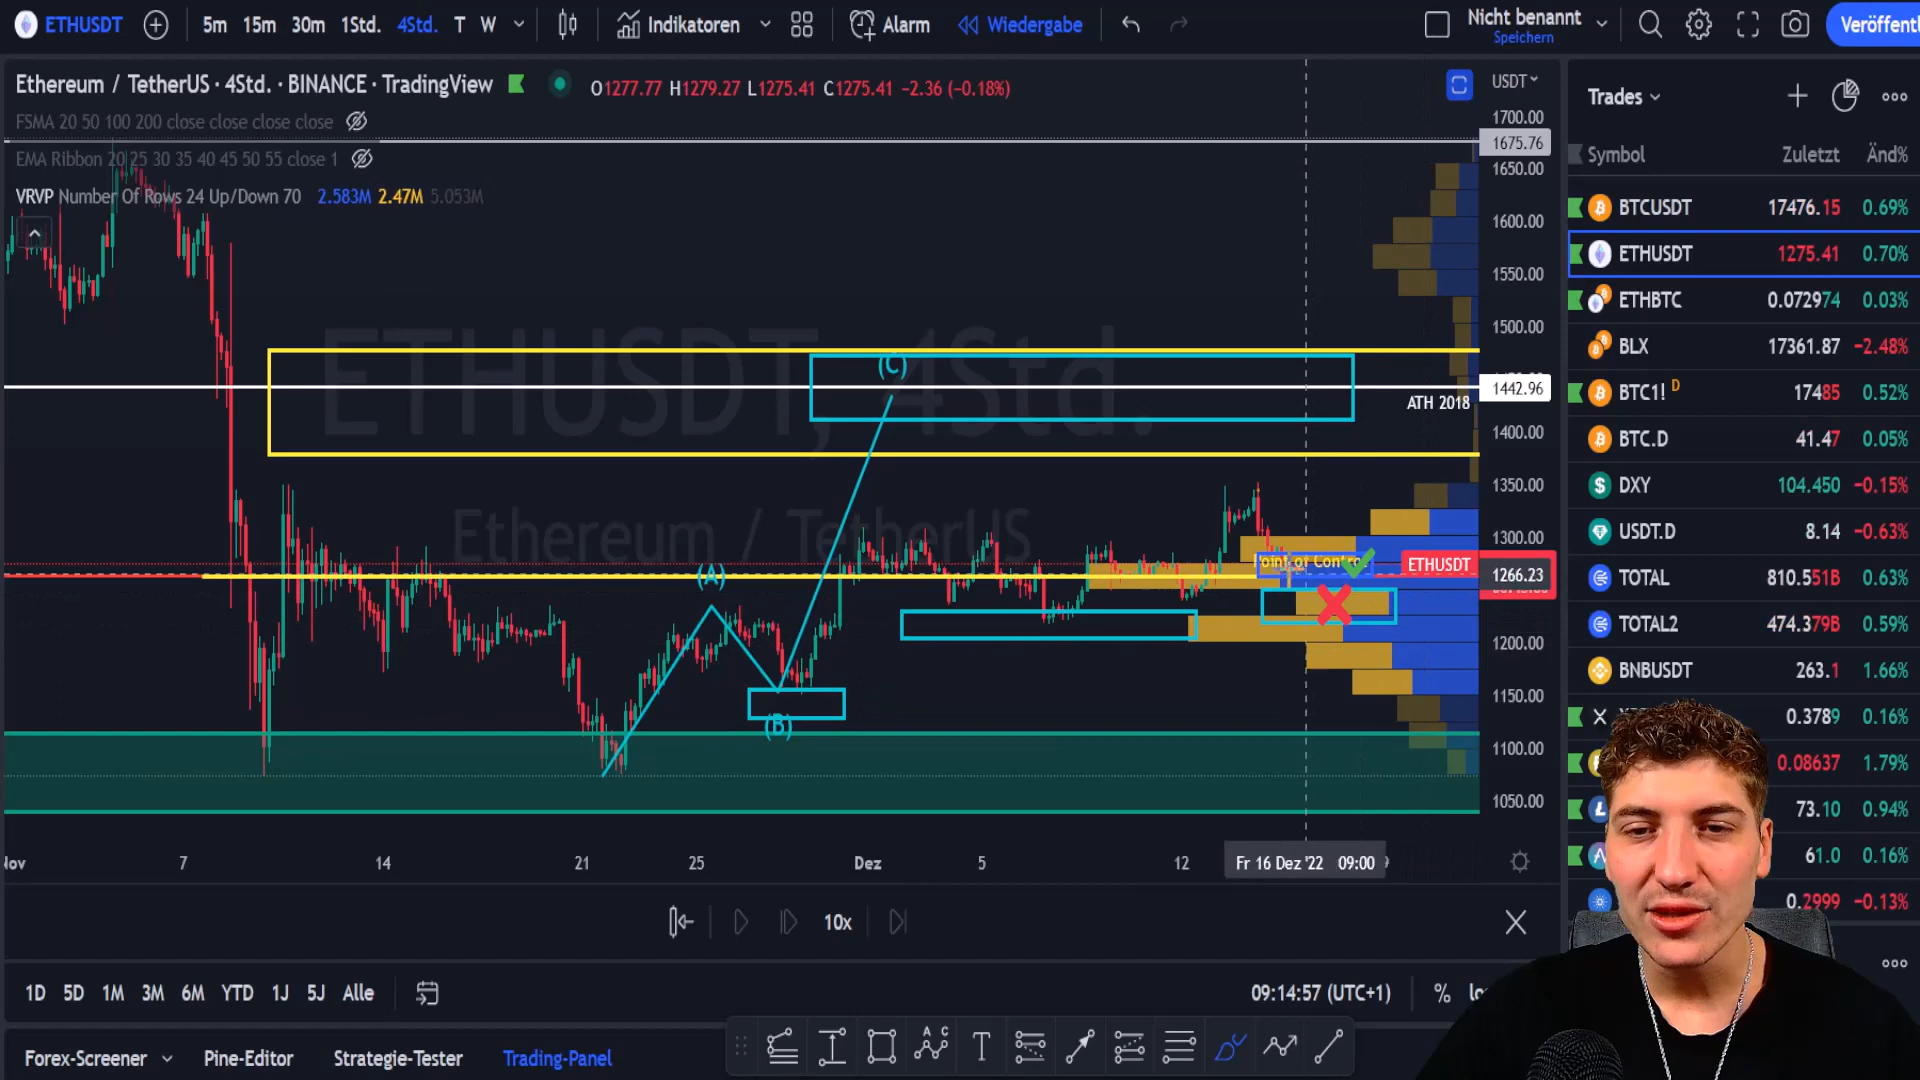 ETHUSDT 5m 15m 30m 1Std. 4Std. T W Indikatoren Alarm Wiedergabe Nicht benannt
Speichern
Veröffentl
Ethereum / TetherUS · 4Std. · BINANCE · TradingView O1277.77 H1279.27 L1275.41 C1275.41 −2.36 (−0.18%)
FSMA 20 50 100 200 close close close close
EMA Ribbon 20 25 30 35 40 45 50 55 close 1
VRVP Number Of Rows 24 Up/Down 70 2.583M 2.47M 5.053M
ETHUSDT, 4Std.
Ethereum / TetherUS
(A)
(B)
(C)
ATH 2018
Point of Control
ETHUSDT
USDT
1700.00
1675.76
1650.00
1600.00
1550.00
1500.00
1442.96
1400.00
1350.00
1300.00
1266.23
1200.00
1150.00
1100.00
1050.00
Nov 7 14 21 25 Dez 5 12 Fr 16 Dez '22 09:00
10x
1D 5D 1M 3M 6M YTD 1J 5J Alle
09:14:57 (UTC+1) %
Forex-Screener Pine-Editor Strategie-Tester Trading-Panel
Trades
Symbol Zuletzt Änd%
BTCUSDT 17476.15 0.69%
ETHUSDT 1275.41 0.70%
ETHBTC 0.072974 0.03%
BLX 17361.87 −2.48%
BTC1! D 17485 0.52%
BTC.D 41.47 0.05%
DXY 104.450 −0.15%
USDT.D 8.14 −0.63%
TOTAL 810.551B 0.63%
TOTAL2 474.379B 0.59%
BNBUSDT 263.1 1.66%
0.3789 0.16%
0.08637 1.79%
73.10 0.94%
61.0 0.16%
0.2999 −0.13%